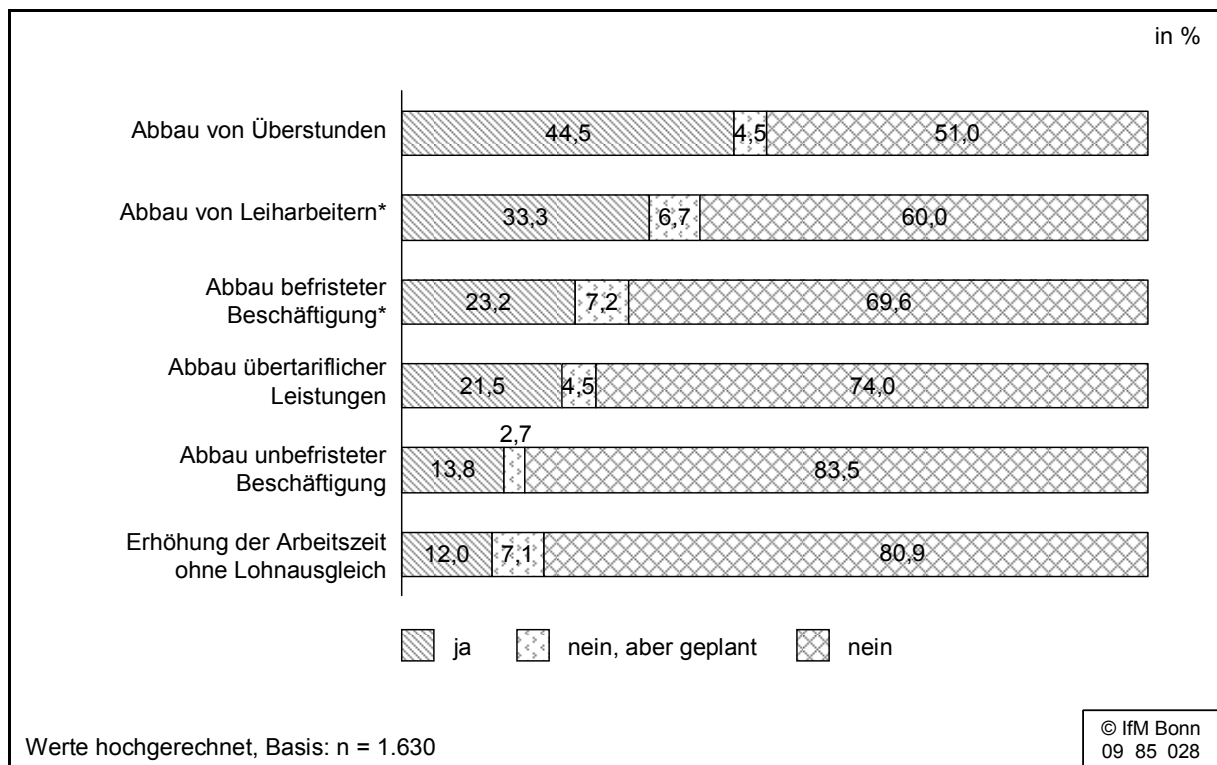 in %
Abbau von Überstunden
44,5 4,5 51,0
Abbau von Leiharbeitern*
33,3 6,7 60,0
Abbau befristeter
Beschäftigung*
23,2 7,2 69,6
Abbau übertariflicher
Leistungen
21,5 4,5 74,0
2,7
Abbau unbefristeter
Beschäftigung
13,8 83,5
Erhöhung der Arbeitszeit
ohne Lohnausgleich
12,0 7,1 80,9
ja nein, aber geplant nein
Werte hochgerechnet, Basis: n = 1.630
© IfM Bonn
09 85 028